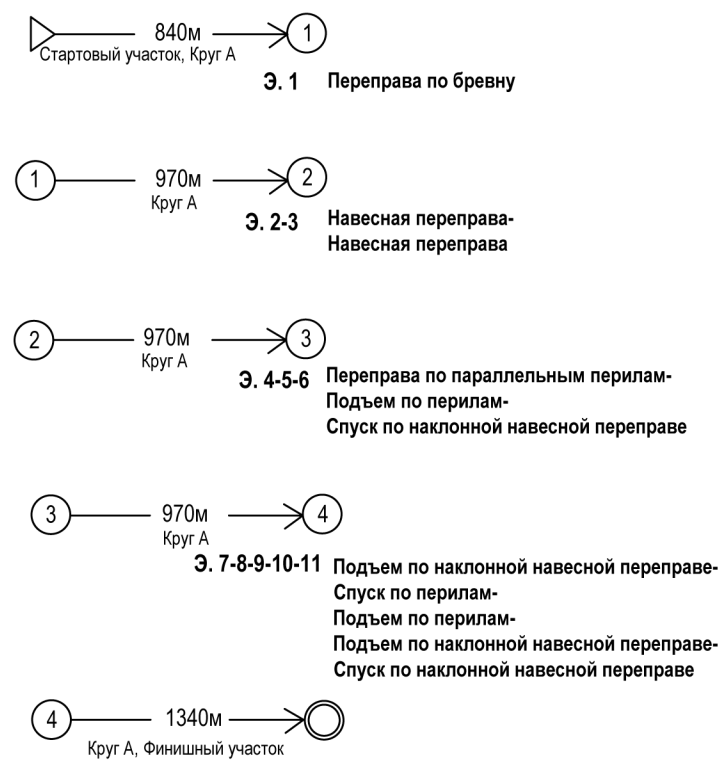 840м
1
Стартовый участок, Круг А
Э. 1 Переправа по бревну
1 970м 2
Круг А
Э. 2-3 Навесная переправа-
Навесная переправа
2 970м 3
Круг А
Э. 4-5-6 Переправа по параллельным перилам-
Подъем по перилам-
Спуск по наклонной навесной переправе
3 970м 4
Круг А
Э. 7-8-9-10-11 Подъем по наклонной навесной переправе-
Спуск по перилам-
Подъем по перилам-
Подъем по наклонной навесной переправе-
Спуск по наклонной навесной переправе
4 1340м
Круг А, Финишный участок